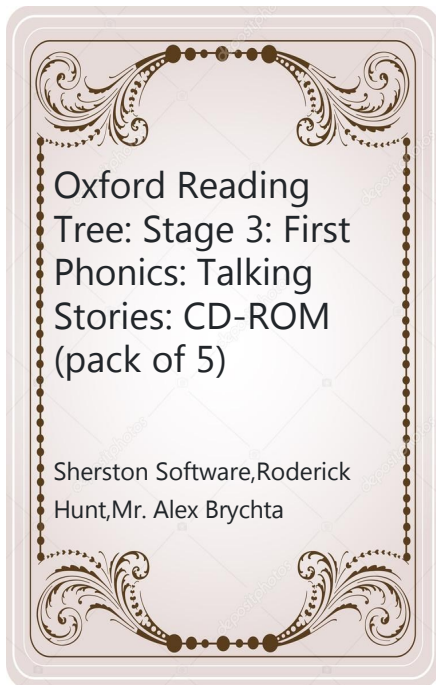 Oxford Reading
Tree: Stage 3: First
Phonics: Talking
Stories: CD-ROM
(pack of 5)
Sherston Software,Roderick
Hunt,Mr. Alex Brychta